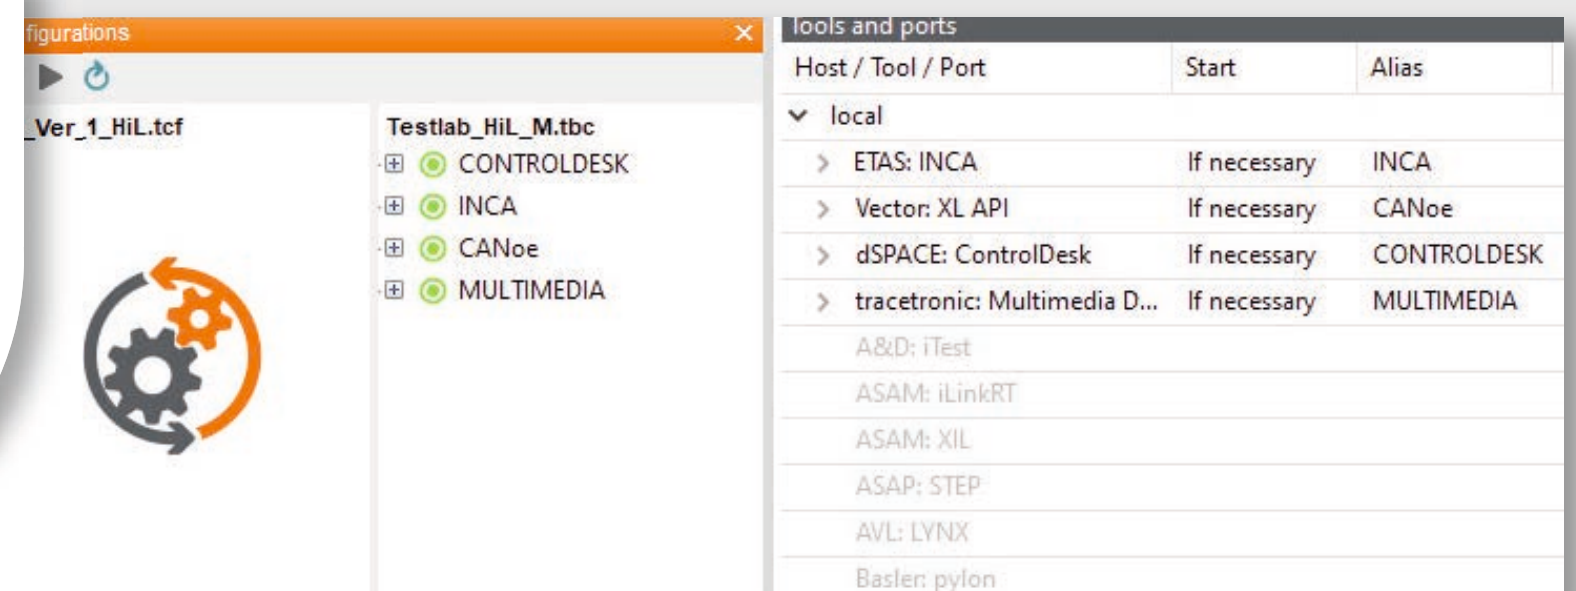 figurations
_Ver_1_HiL.tcf
Testlab_HiL_M.tbc
CONTROLDESK
INCA
CANoe
MULTIMEDIA
Tools and ports
Host / Tool / Port Start Alias
local
ETAS: INCA If necessary INCA
Vector: XL API If necessary CANoe
dSPACE: ControlDesk If necessary CONTROLDESK
tracetronic: Multimedia D... If necessary MULTIMEDIA
A&D: iTest
ASAM: iLinkRT
ASAM: XIL
ASAP: STEP
AVL: LYNX
Basler: pylon